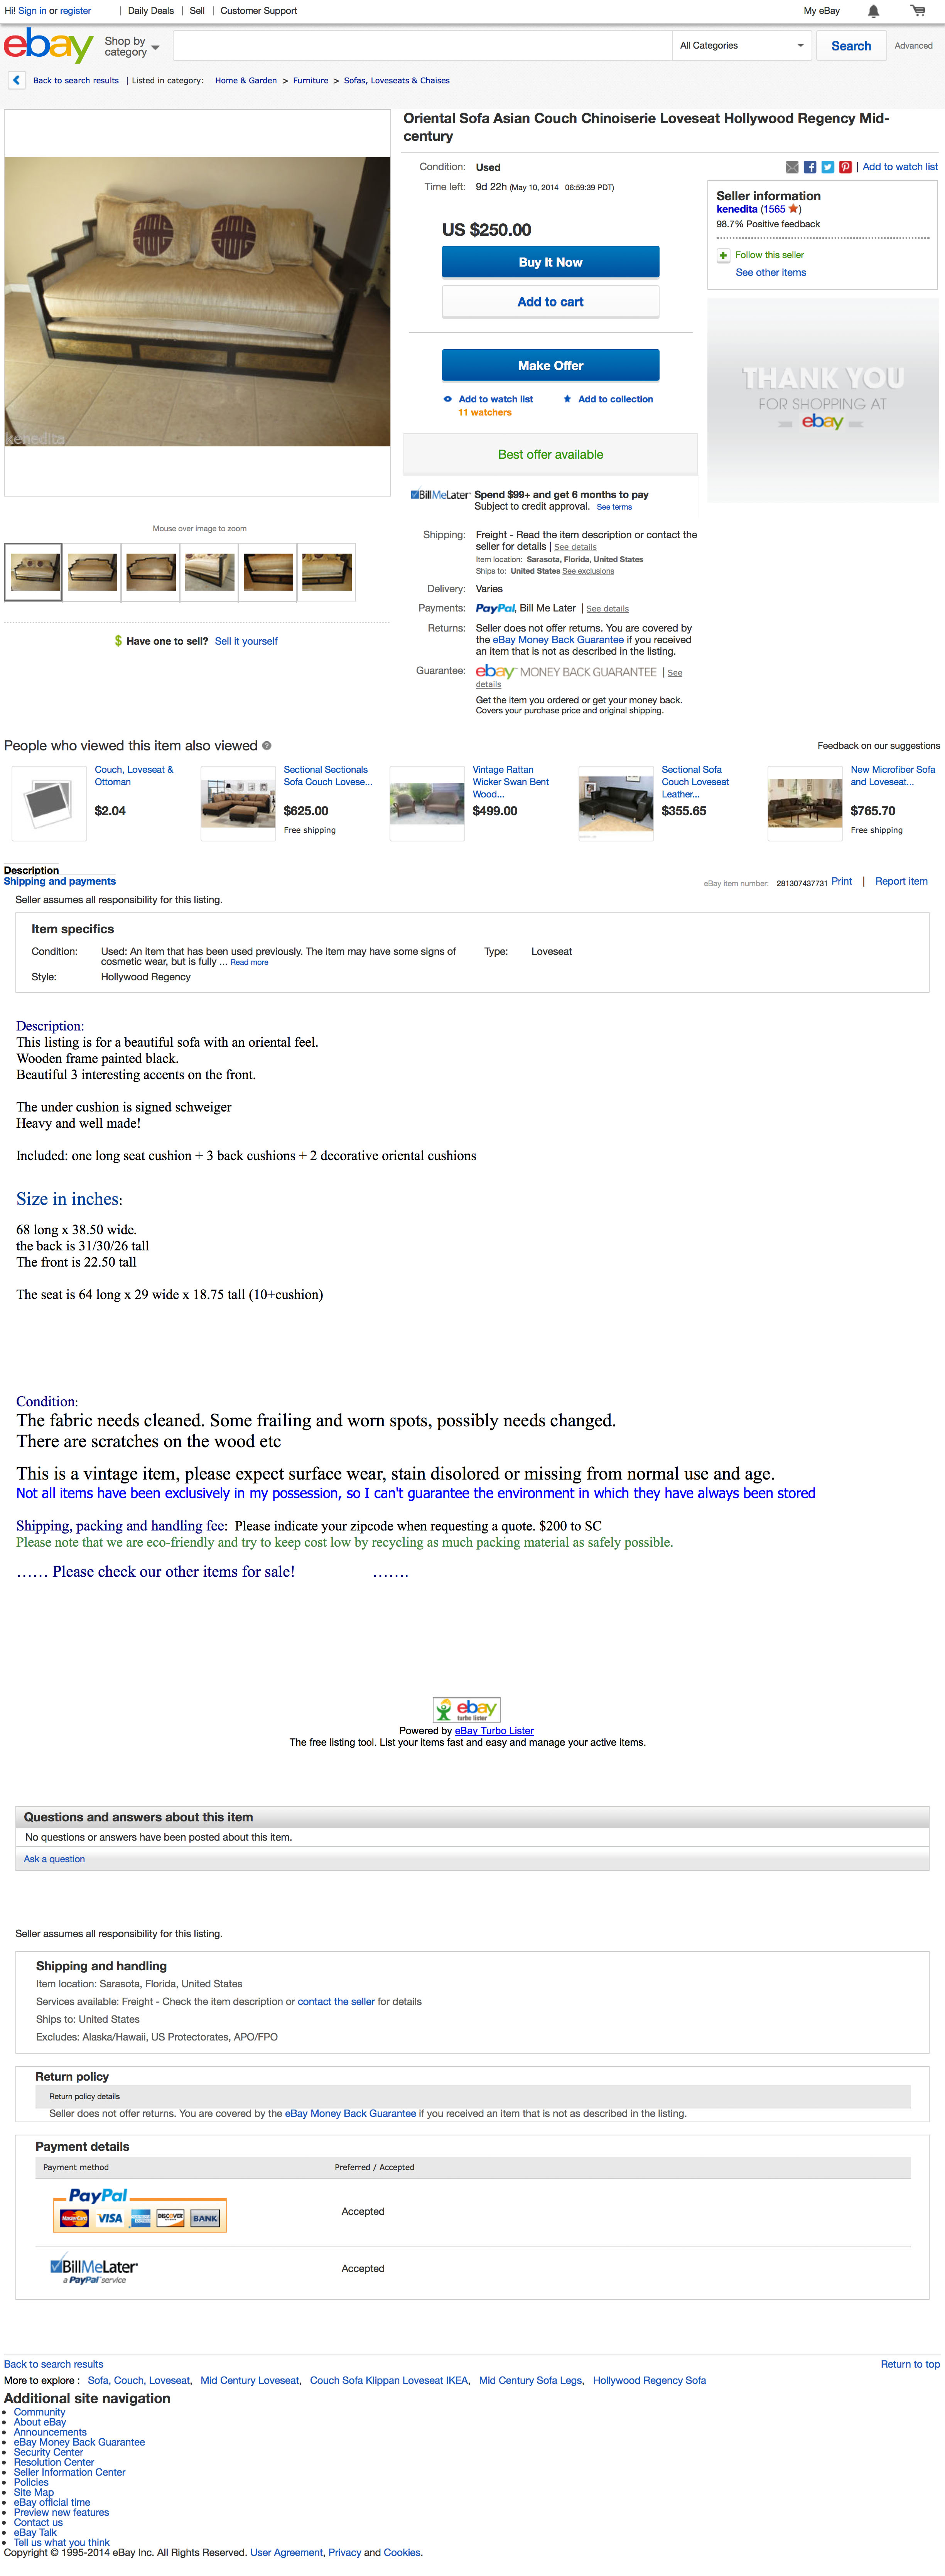 Hi! Sign in or register | Daily Deals | Sell | Customer Support My eBay
ebay Shop by category All Categories Search Advanced
Back to search results | Listed in category: Home & Garden > Furniture > Sofas, Loveseats & Chaises
Oriental Sofa Asian Couch Chinoiserie Loveseat Hollywood Regency Mid-
century
Condition: Used
| Add to watch list
Time left: 9d 22h (May 10, 2014 06:59:39 PDT)
US $250.00
Buy It Now
Add to cart
Make Offer
Add to watch list Add to collection
11 watchers
Best offer available
BillMeLater Spend $99+ and get 6 months to pay
Subject to credit approval. See terms
Shipping: Freight - Read the item description or contact the
seller for details | See details
Item location: Sarasota, Florida, United States
Ships to: United States See exclusions
Delivery: Varies
Payments: PayPal, Bill Me Later | See details
Returns: Seller does not offer returns. You are covered by
the eBay Money Back Guarantee if you received
an item that is not as described in the listing.
Guarantee: ebay MONEY BACK GUARANTEE | See
details
Get the item you ordered or get your money back.
Covers your purchase price and original shipping.
Seller information
kenedita (1565 )
98.7% Positive feedback
Follow this seller
See other items
THANK YOU
FOR SHOPPING AT
ebay
kenedita
Mouse over image to zoom
$ Have one to sell? Sell it yourself
People who viewed this item also viewed ? Feedback on our suggestions
Couch, Loveseat &
Ottoman
$2.04
Sectional Sectionals
Sofa Couch Lovese...
$625.00
Free shipping
Vintage Rattan
Wicker Swan Bent
Wood...
$499.00
Sectional Sofa
Couch Loveseat
Leather...
$355.65
New Microfiber Sofa
and Loveseat...
$765.70
Free shipping
Description
Shipping and payments
eBay item number: 281307437731 Print | Report item
Seller assumes all responsibility for this listing.
Item specifics
Condition: Used: An item that has been used previously. The item may have some signs of Type: Loveseat
cosmetic wear, but is fully ... Read more
Style: Hollywood Regency
Description:
This listing is for a beautiful sofa with an oriental feel.
Wooden frame painted black.
Beautiful 3 interesting accents on the front.
The under cushion is signed schweiger
Heavy and well made!
Included: one long seat cushion + 3 back cushions + 2 decorative oriental cushions
Size in inches:
68 long x 38.50 wide.
the back is 31/30/26 tall
The front is 22.50 tall
The seat is 64 long x 29 wide x 18.75 tall (10+cushion)
Condition:
The fabric needs cleaned. Some frailing and worn spots, possibly needs changed.
There are scratches on the wood etc
This is a vintage item, please expect surface wear, stain disolored or missing from normal use and age.
Not all items have been exclusively in my possession, so I can't guarantee the environment in which they have always been stored
Shipping, packing and handling fee: Please indicate your zipcode when requesting a quote. $200 to SC
Please note that we are eco-friendly and try to keep cost low by recycling as much packing material as safely possible.
...... Please check our other items for sale! .......
ebay
turbo lister
Powered by eBay Turbo Lister
The free listing tool. List your items fast and easy and manage your active items.
Questions and answers about this item
No questions or answers have been posted about this item.
Ask a question
Seller assumes all responsibility for this listing.
Shipping and handling
Item location: Sarasota, Florida, United States
Services available: Freight - Check the item description or contact the seller for details
Ships to: United States
Excludes: Alaska/Hawaii, US Protectorates, APO/FPO
Return policy
Return policy details
Seller does not offer returns. You are covered by the eBay Money Back Guarantee if you received an item that is not as described in the listing.
Payment details
Payment method Preferred / Accepted
PayPal
MasterCard VISA AMERICAN EXPRESS DISCOVER BANK
Accepted
BillMeLater
a PayPal service
Accepted
Back to search results Return to top
More to explore : Sofa, Couch, Loveseat, Mid Century Loveseat, Couch Sofa Klippan Loveseat IKEA, Mid Century Sofa Legs, Hollywood Regency Sofa
Additional site navigation
Community
About eBay
Announcements
eBay Money Back Guarantee
Security Center
Resolution Center
Seller Information Center
Policies
Site Map
eBay official time
Preview new features
Contact us
eBay Talk
Tell us what you think
Copyright © 1995-2014 eBay Inc. All Rights Reserved. User Agreement, Privacy and Cookies.